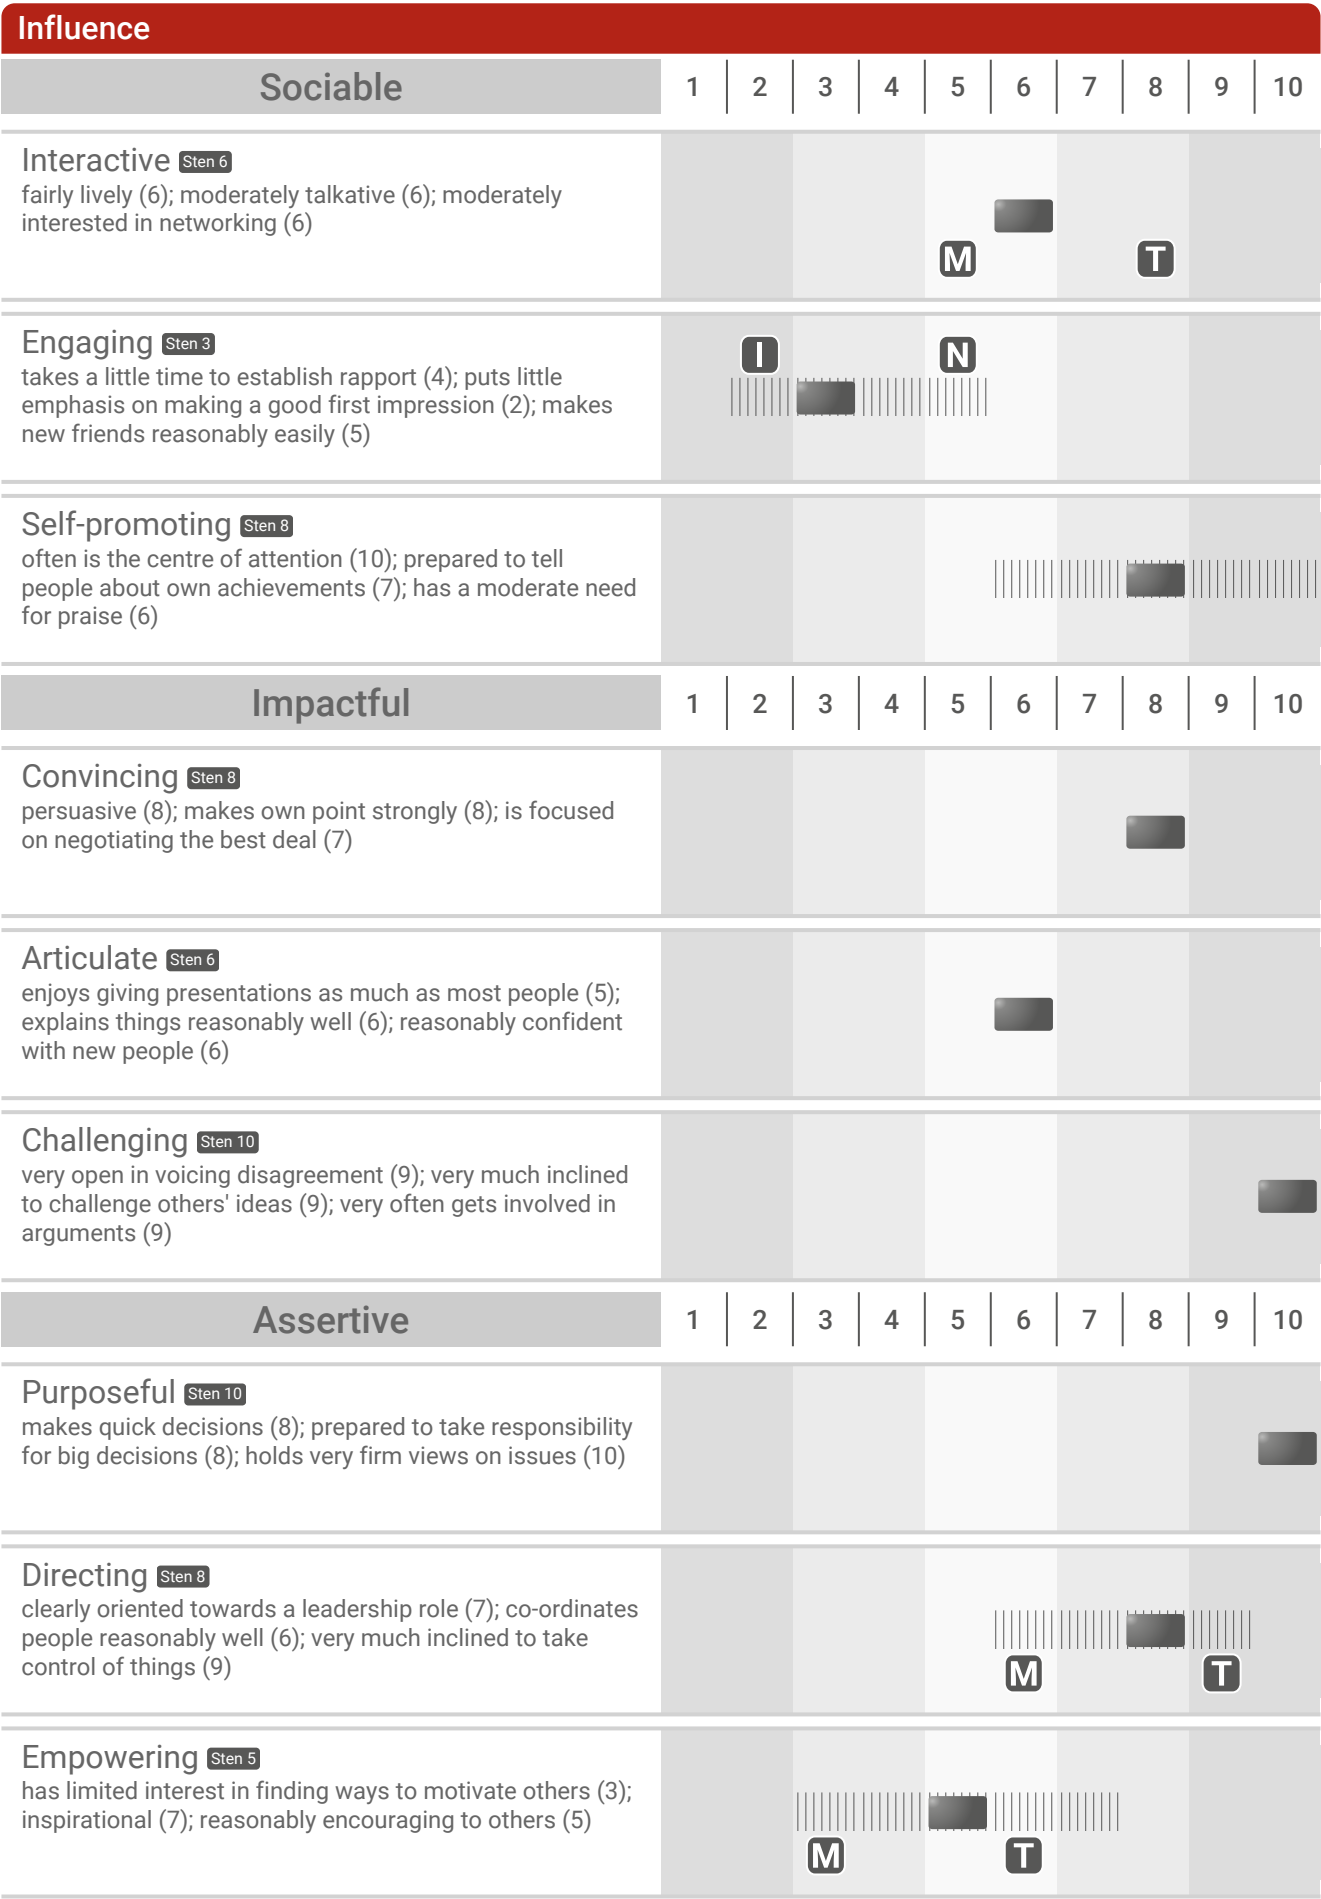 Influence
Sociable 1 2 3 4 5 6 7 8 9 10
Interactive Sten 6
fairly lively (6); moderately talkative (6); moderately
interested in networking (6)
M T
Engaging Sten 3
I N
takes a little time to establish rapport (4); puts little
emphasis on making a good first impression (2); makes
new friends reasonably easily (5)
Self-promoting Sten 8
often is the centre of attention (10); prepared to tell
people about own achievements (7); has a moderate need
for praise (6)
Impactful 1 2 3 4 5 6 7 8 9 10
Convincing Sten 8
persuasive (8); makes own point strongly (8); is focused
on negotiating the best deal (7)
Articulate Sten 6
enjoys giving presentations as much as most people (5);
explains things reasonably well (6); reasonably confident
with new people (6)
Challenging Sten 10
very open in voicing disagreement (9); very much inclined
to challenge others' ideas (9); very often gets involved in
arguments (9)
Assertive 1 2 3 4 5 6 7 8 9 10
Purposeful Sten 10
makes quick decisions (8); prepared to take responsibility
for big decisions (8); holds very firm views on issues (10)
Directing Sten 8
clearly oriented towards a leadership role (7); co-ordinates
people reasonably well (6); very much inclined to take
control of things (9)
M T
Empowering Sten 5
has limited interest in finding ways to motivate others (3);
inspirational (7); reasonably encouraging to others (5)
M T